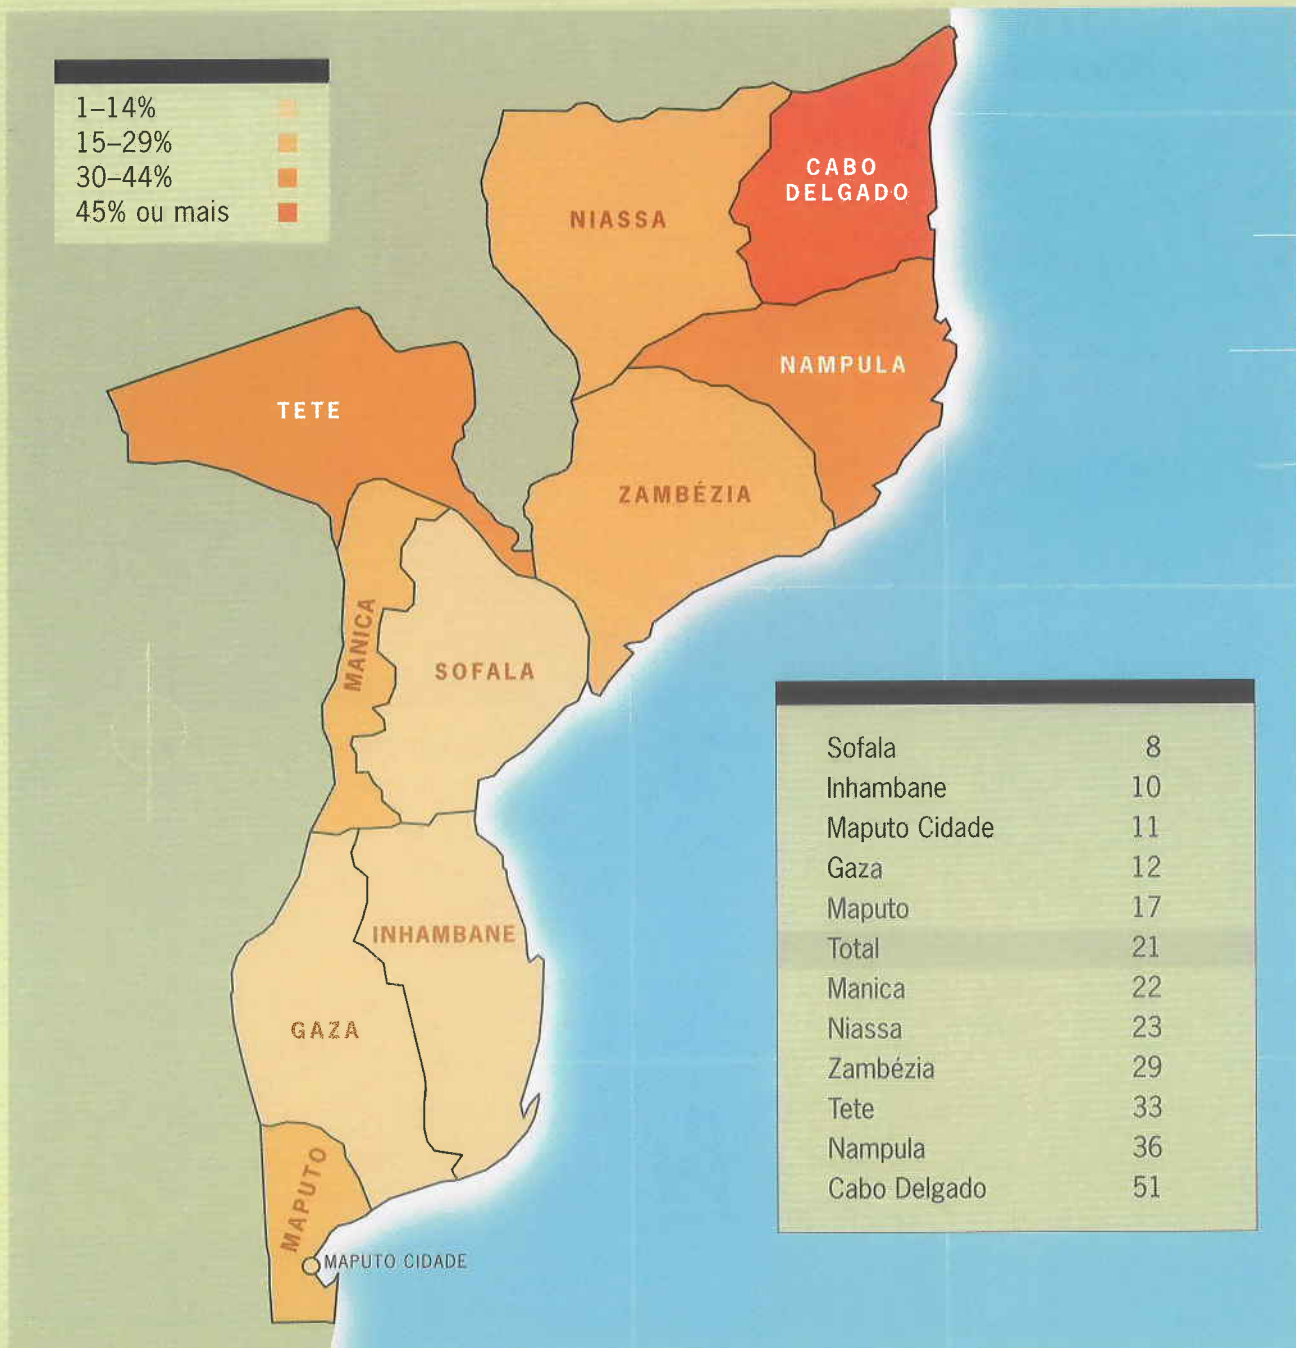 1–14%
15–29%
30–44%
45% ou mais
CABO
DELGADO
NIASSA
NAMPULA
TETE
ZAMBÉZIA
MANICA
SOFALA
INHAMBANE
GAZA
MAPUTO
MAPUTO CIDADE
Sofala 8
Inhambane 10
Maputo Cidade 11
Gaza 12
Maputo 17
Total 21
Manica 22
Niassa 23
Zambézia 29
Tete 33
Nampula 36
Cabo Delgado 51